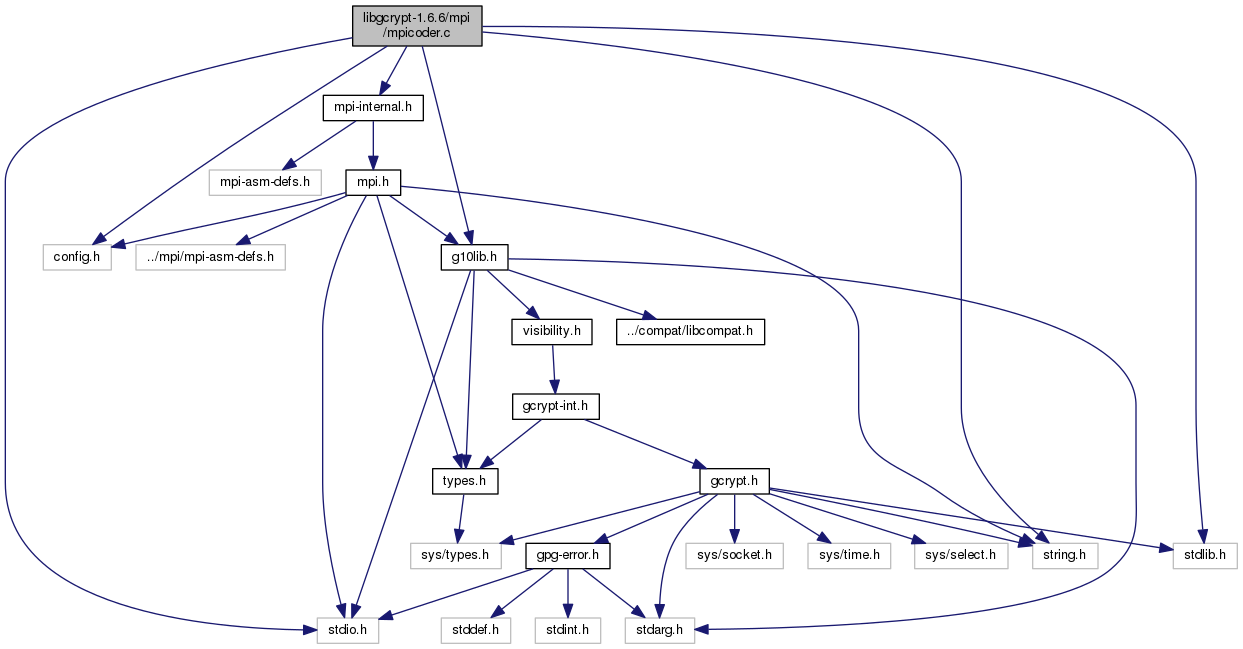 libgcrypt-1.6.6/mpi
/mpicoder.c
mpi-internal.h
mpi-asm-defs.h
mpi.h
config.h
../mpi/mpi-asm-defs.h
g10lib.h
visibility.h
../compat/libcompat.h
gcrypt-int.h
types.h
gcrypt.h
sys/types.h
gpg-error.h
sys/socket.h
sys/time.h
sys/select.h
string.h
stdlib.h
stdio.h
stddef.h
stdint.h
stdarg.h